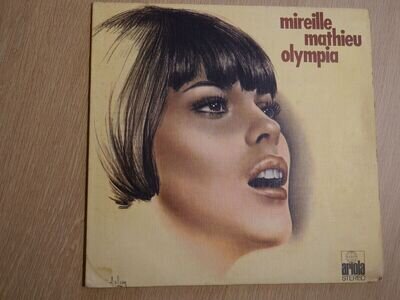 mireille
mathieu
olympia
ariola
STEREO